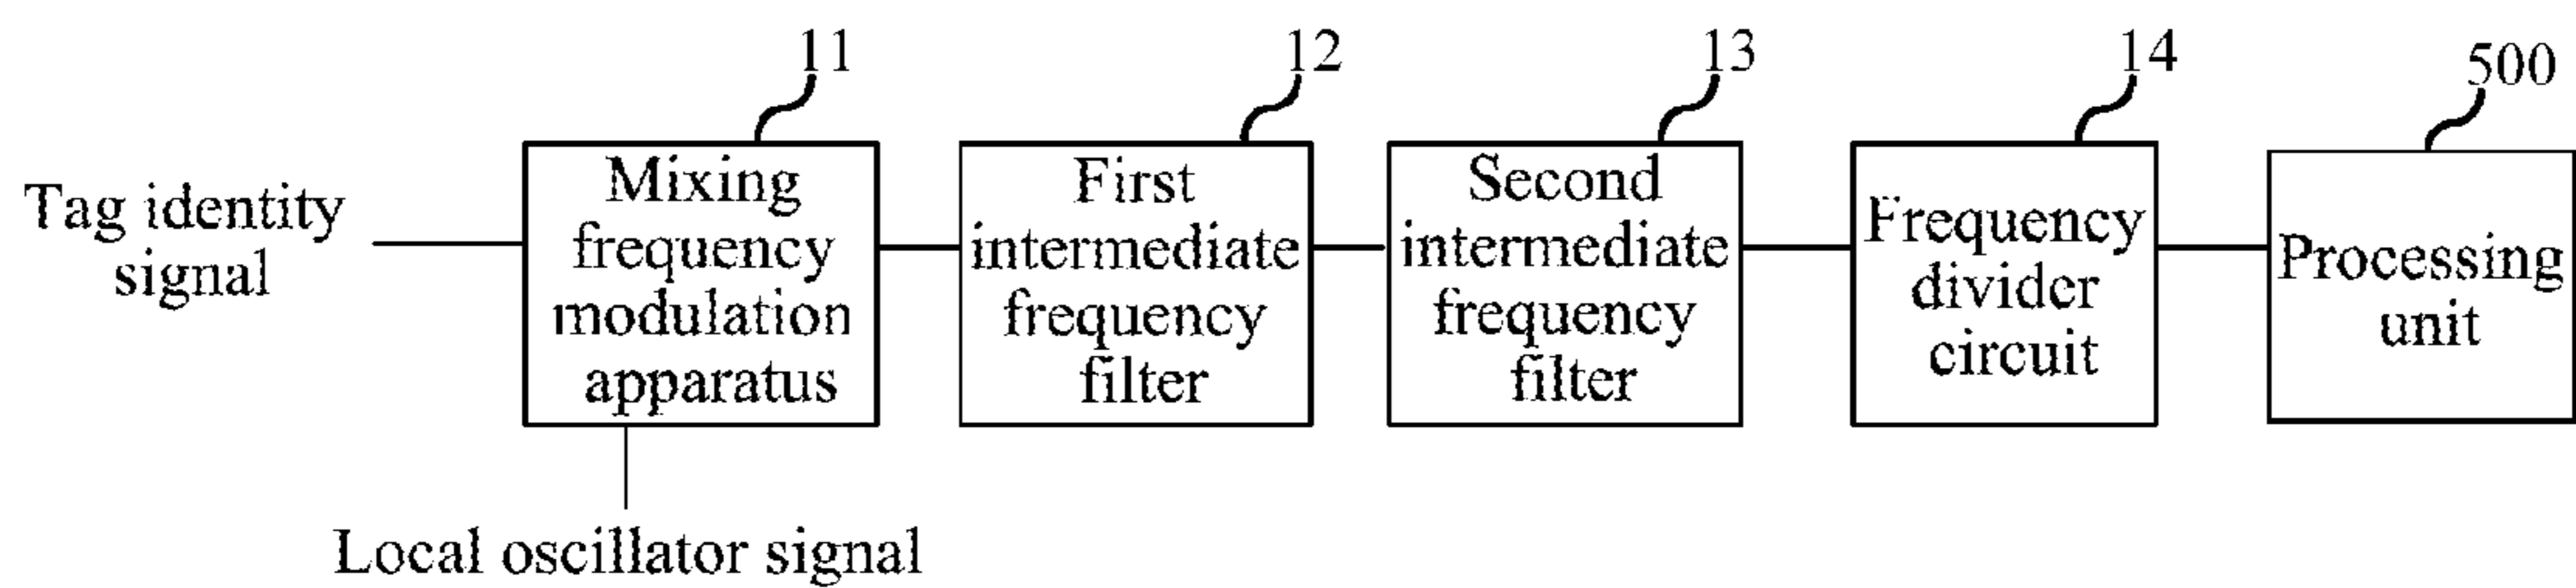 11
12
13
14
500
Tag identity
signal
Mixing
frequency
modulation
apparatus
First
intermediate
frequency
filter
Second
intermediate
frequency
filter
Frequency
divider
circuit
Processing
unit
Local oscillator signal